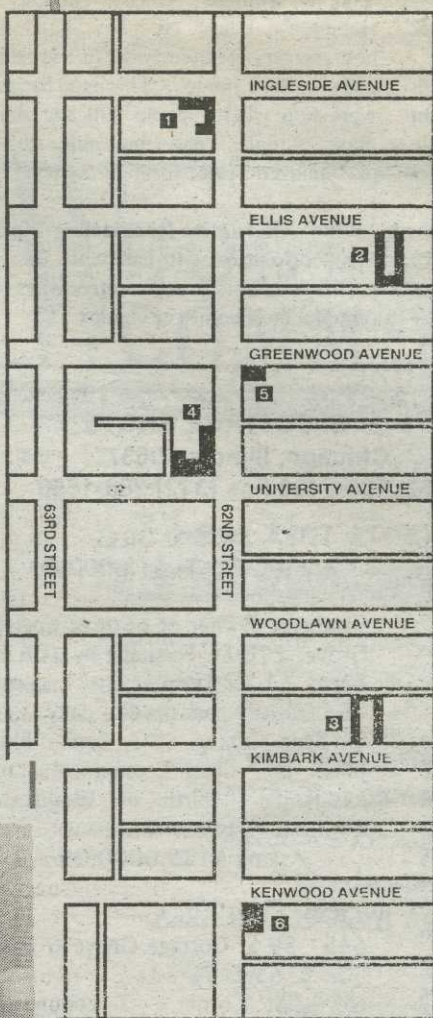 INGLESIDE AVENUE
1
ELLIS AVENUE
2
GREENWOOD AVENUE
5
4
UNIVERSITY AVENUE
63RD STREET
62ND STREET
WOODLAWN AVENUE
3
KIMBARK AVENUE
KENWOOD AVENUE
6